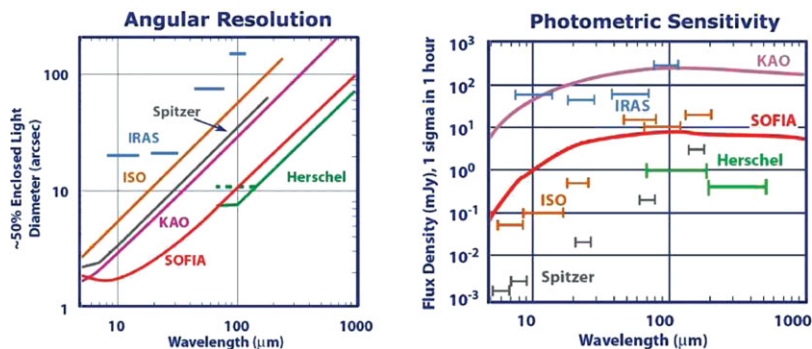 Angular Resolution
~50% Enclosed Light
Diameter (arcsec)
100
10
1
IRAS
ISO
Spitzer
KAO
SOFIA
Herschel
10
100
1000
Wavelength (μm)
Photometric Sensitivity
Flux Density (mJy), 1 sigma in 1 hour
10³
10²
10¹
10⁰
10⁻¹
10⁻²
10⁻³
KAO
IRAS
SOFIA
Herschel
ISO
Spitzer
10
100
1000
Wavelength (μm)